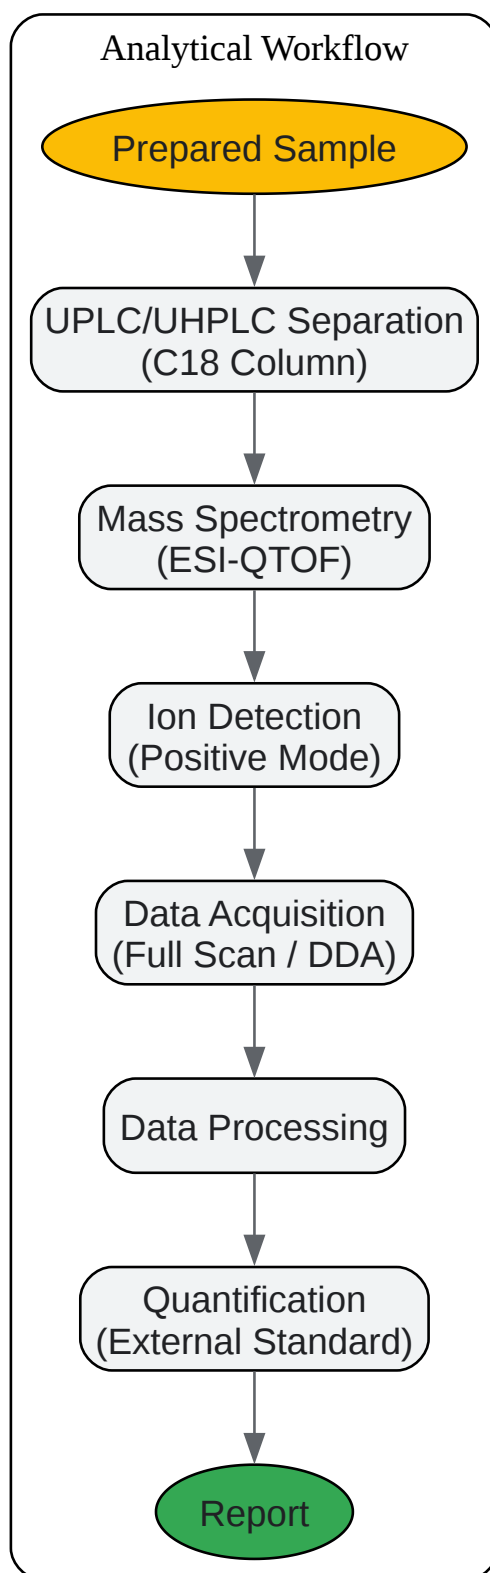 Analytical Workflow
Prepared Sample
UPLC/UHPLC Separation
(C18 Column)
Mass Spectrometry
(ESI-QTOF)
Ion Detection
(Positive Mode)
Data Acquisition
(Full Scan / DDA)
Data Processing
Quantification
(External Standard)
Report